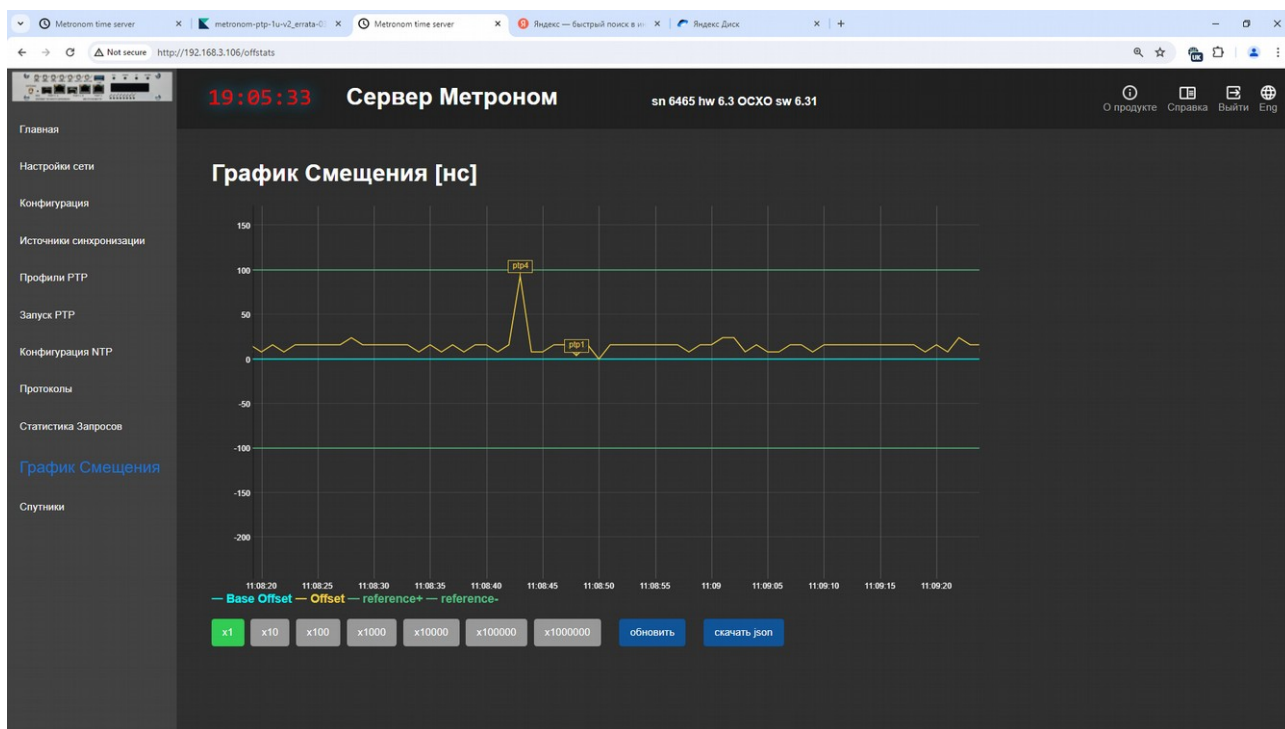 Metronom time server
metronom-ptp-1u-v2_errata-0
Metronom time server
Яндекс — быстрый поиск в ин
Яндекс Диск
Not secure http://192.168.3.106/offstats
UK
19:05:33 Сервер Метроном sn 6465 hw 6.3 OCXO sw 6.31
О продукте Справка Выйти Eng
Главная
Настройки сети
Конфигурация
Источники синхронизации
Профили PTP
Запуск PTP
Конфигурация NTP
Протоколы
Статистика Запросов
График Смещения
Спутники
График Смещения [нс]
150
100
50
0
-50
-100
-150
-200
ptp4
ptp1
11:08:20 11:08:25 11:08:30 11:08:35 11:08:40 11:08:45 11:08:50 11:08:55 11:09 11:09:05 11:09:10 11:09:15 11:09:20
— Base Offset — Offset — reference+ — reference-
x1 x10 x100 x1000 x10000 x100000 x1000000 обновить скачать json